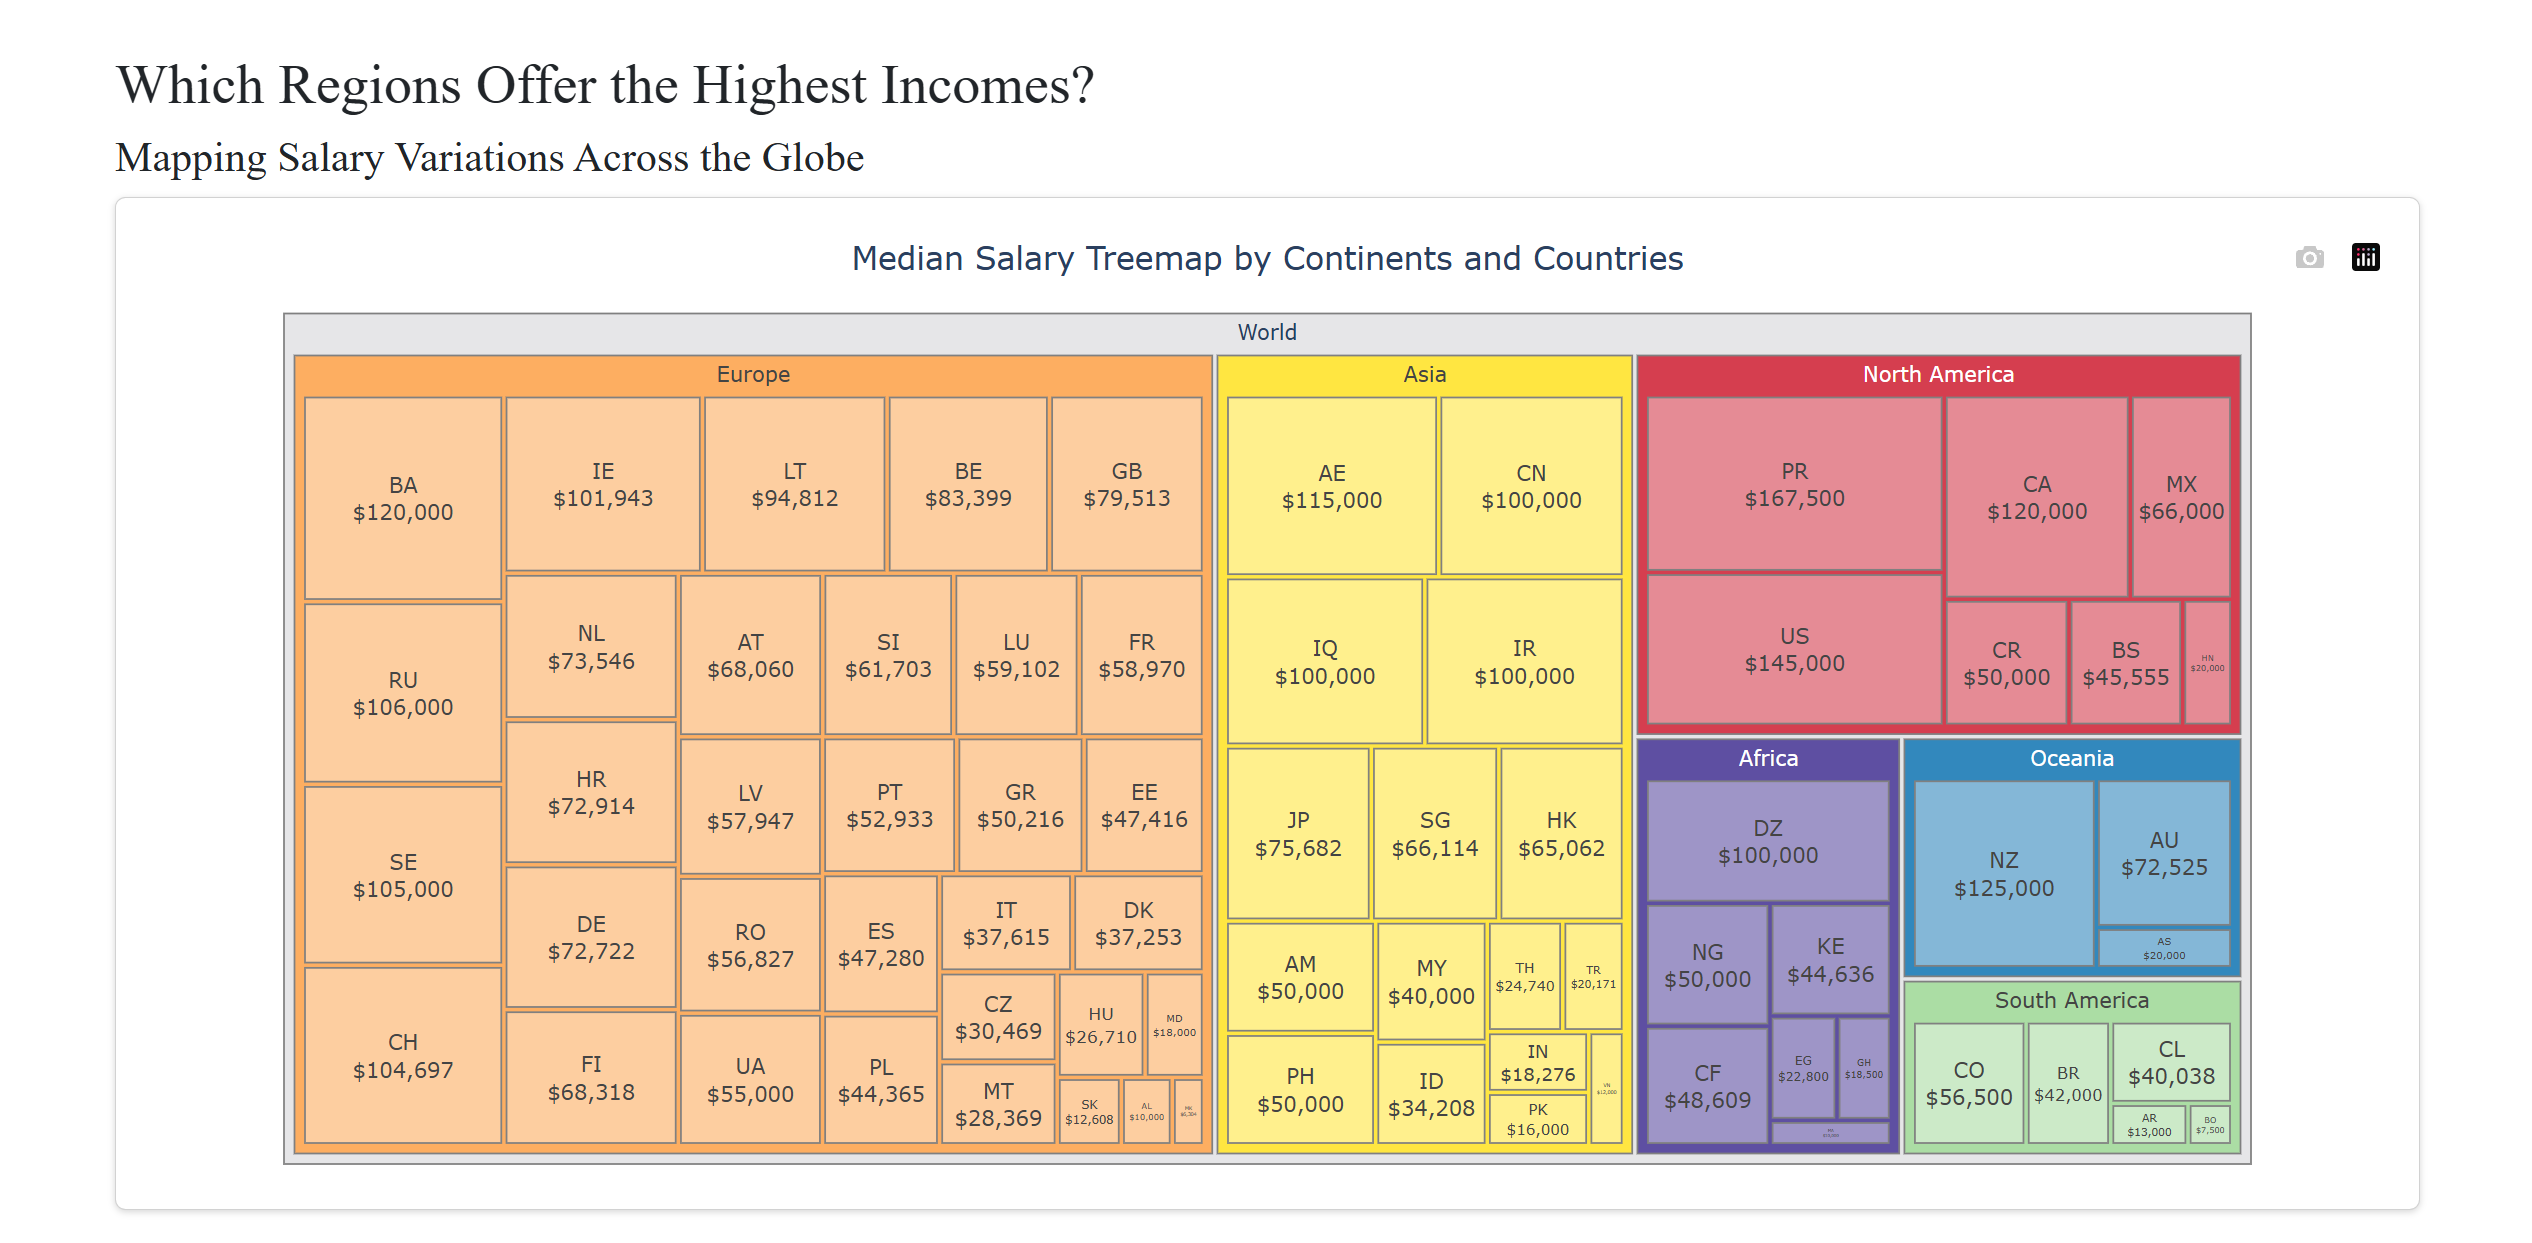 Which Regions Offer the Highest Incomes?
Mapping Salary Variations Across the Globe
Median Salary Treemap by Continents and Countries
World
Europe
BA
$120,000
RU
$106,000
SE
$105,000
CH
$104,697
IE
$101,943
LT
$94,812
BE
$83,399
GB
$79,513
NL
$73,546
HR
$72,914
DE
$72,722
FI
$68,318
AT
$68,060
SI
$61,703
LU
$59,102
FR
$58,970
LV
$57,947
RO
$56,827
UA
$55,000
PT
$52,933
GR
$50,216
EE
$47,416
ES
$47,280
PL
$44,365
IT
$37,615
DK
$37,253
CZ
$30,469
MT
$28,369
HU
$26,710
MD
$18,000
SK
$12,608
AL
$10,000
MK
Asia
AE
$115,000
CN
$100,000
IQ
$100,000
IR
$100,000
JP
$75,682
SG
$66,114
HK
$65,062
AM
$50,000
PH
$50,000
MY
$40,000
ID
$34,208
TH
$24,740
TR
$20,171
IN
$18,276
PK
$16,000
VN
$12,000
North America
PR
$167,500
US
$145,000
CA
$120,000
MX
$66,000
CR
$50,000
BS
$45,555
HN
$20,000
Africa
DZ
$100,000
NG
$50,000
CF
$48,609
KE
$44,636
EG
$22,800
GH
$18,500
Oceania
NZ
$125,000
AU
$72,525
AS
$20,000
South America
CO
$56,500
BR
$42,000
CL
$40,038
AR
$13,000
BO
$7,500